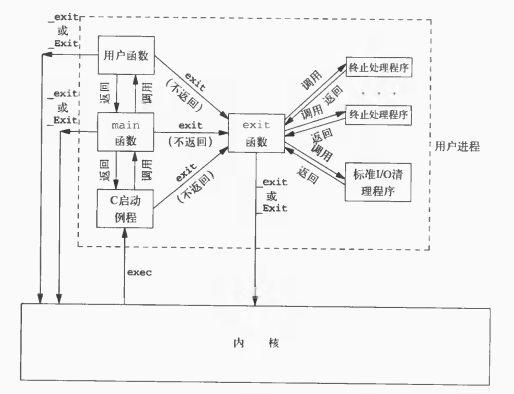 _exit
或
_Exit
用户函数
exit
(不返回)
返回
调用
_exit
或
_Exit
main
函数
exit
(不返回)
exit
函数
返回
调用
C启动
例程
exit
(不返回)
调用
返回
终止处理程序
. . .
调用
返回
终止处理程序
调用
返回
标准I/O清
理程序
用户进程
_exit
或
_Exit
exec
内 核